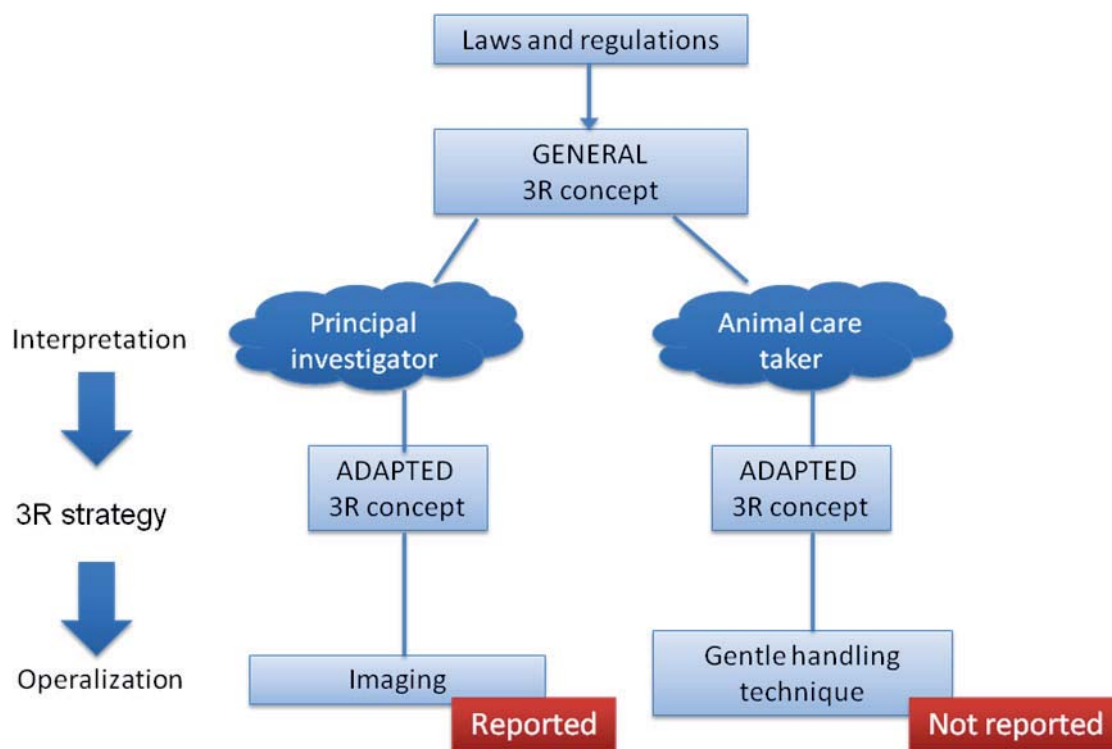 Laws and regulations
GENERAL
3R concept
Interpretation
Principal
investigator
Animal care
taker
3R strategy
ADAPTED
3R concept
ADAPTED
3R concept
Operalization
Imaging
Reported
Gentle handling
technique
Not reported